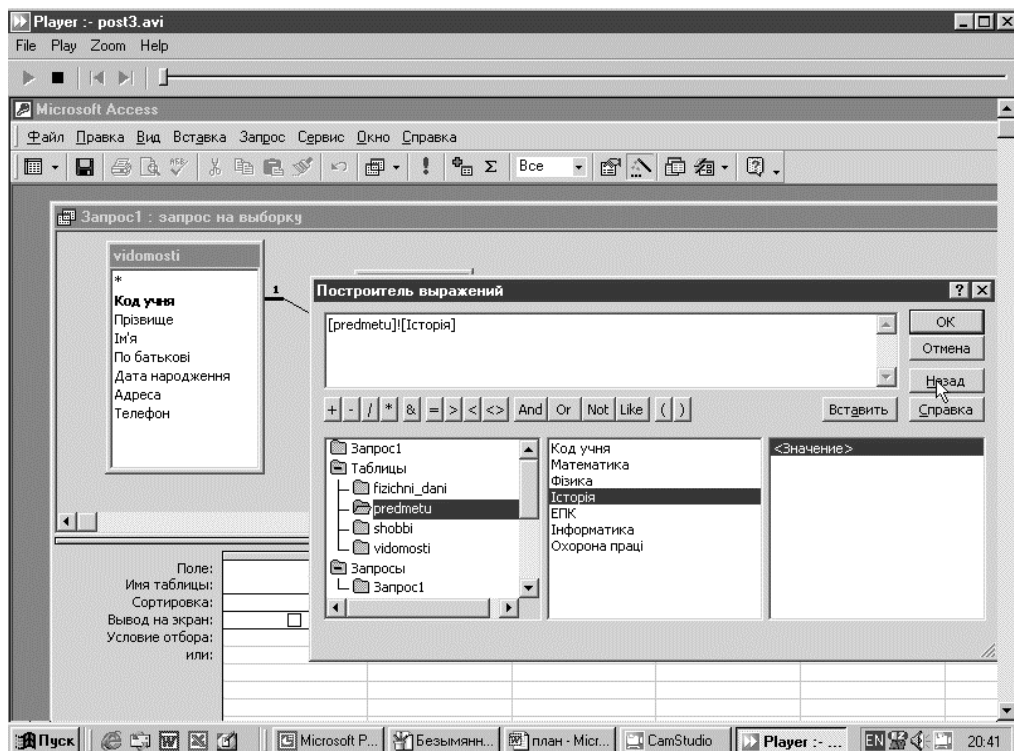 Player :- post3.avi
File Play Zoom Help
Microsoft Access
Файл Правка Вид Вставка Запрос Сервис Окно Справка
Все
Запрос1 : запрос на выборку
vidomosti
*
Код учня
Прізвище
Ім'я
По батькові
Дата народження
Адреса
Телефон
1
Построитель выражений
[predmetu]![Історія]
OK
Отмена
Назад
+ - / * & = > < <> And Or Not Like ( ) Вставить Справка
Запрос1
Таблицы
fizichni_dani
predmetu
shobbi
vidomosti
Запросы
Запрос1
Код учня
Математика
Фізика
Історія
ЕПК
Інформатика
Охорона праці
<Значение>
Поле:
Имя таблицы:
Сортировка:
Вывод на экран:
Условие отбора:
или:
Пуск Microsoft P... Безымянн... план - Micr... CamStudio Player :- ... EN 20:41